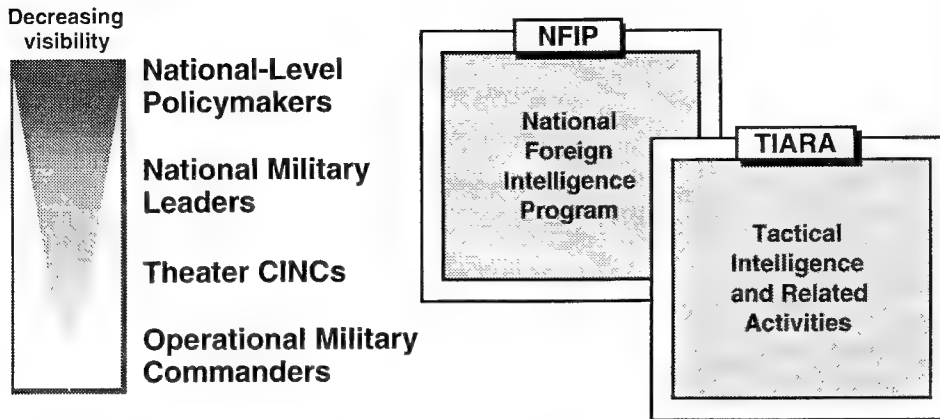 Decreasing
visibility
National-Level
Policymakers
National Military
Leaders
Theater CINCs
Operational Military
Commanders
NFIP
National
Foreign
Intelligence
Program
TIARA
Tactical
Intelligence
and Related
Activities